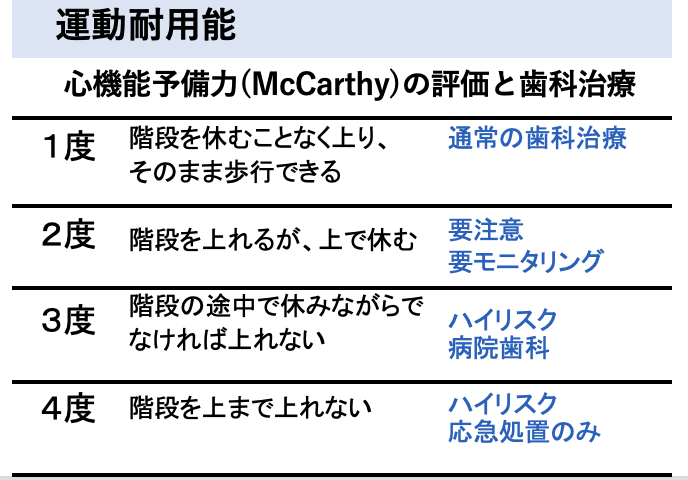 運動耐用能
心機能予備力(McCarthy)の評価と歯科治療
1度
階段を休むことなく上り、
そのまま歩行できる
通常の歯科治療
2度
階段を上れるが、上で休む
要注意
要モニタリング
3度
階段の途中で休みながらで
なければ上れない
ハイリスク
病院歯科
4度
階段を上まで上れない
ハイリスク
応急処置のみ